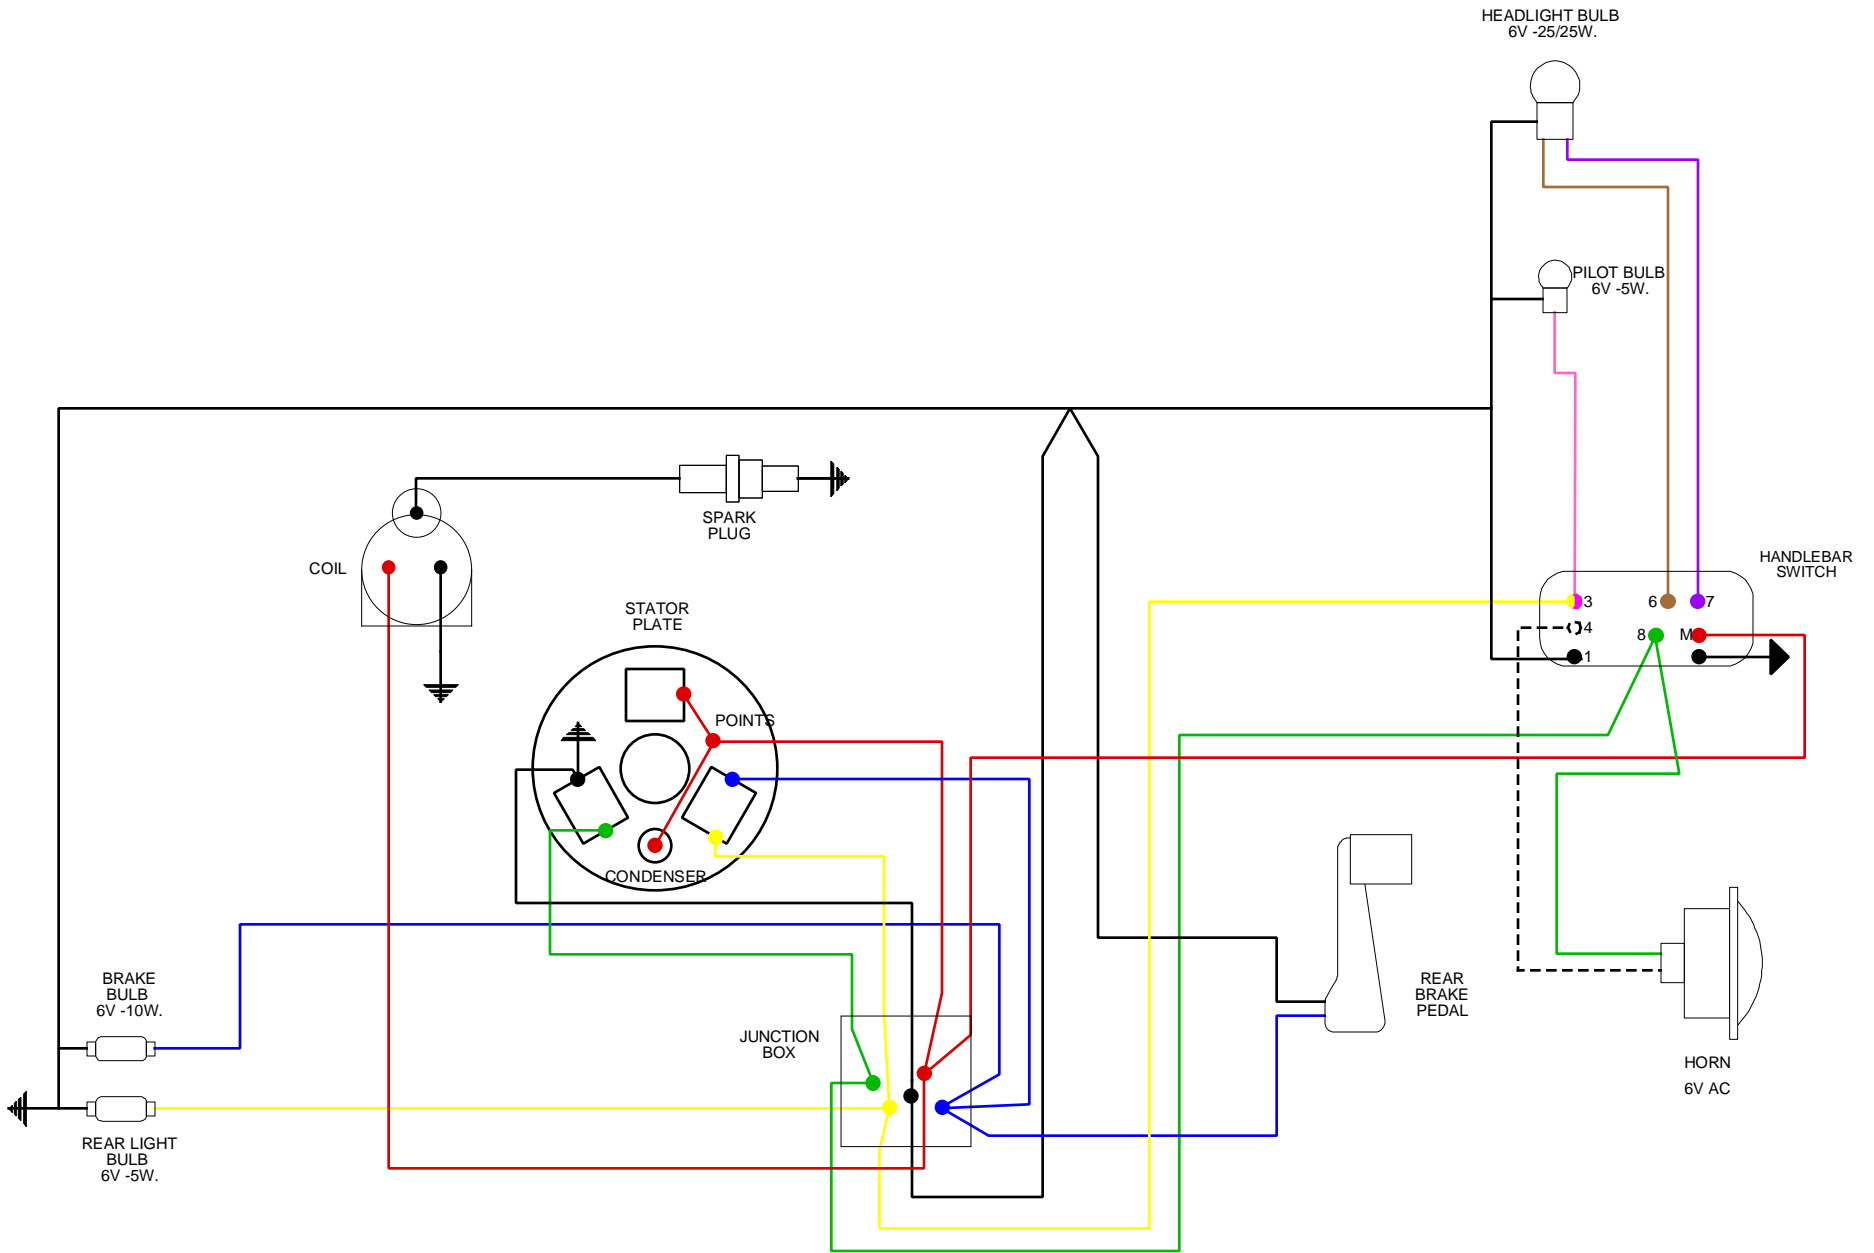 HEADLIGHT BULB
6V -25/25W.
PILOT BULB
6V -5W.
SPARK
PLUG
COIL
HANDLEBAR
SWITCH
3
6
7
4
8
M
1
STATOR
PLATE
POINTS
CONDENSER
BRAKE
BULB
6V -10W.
REAR
BRAKE
PEDAL
JUNCTION
BOX
HORN
6V AC
REAR LIGHT
BULB
6V -5W.